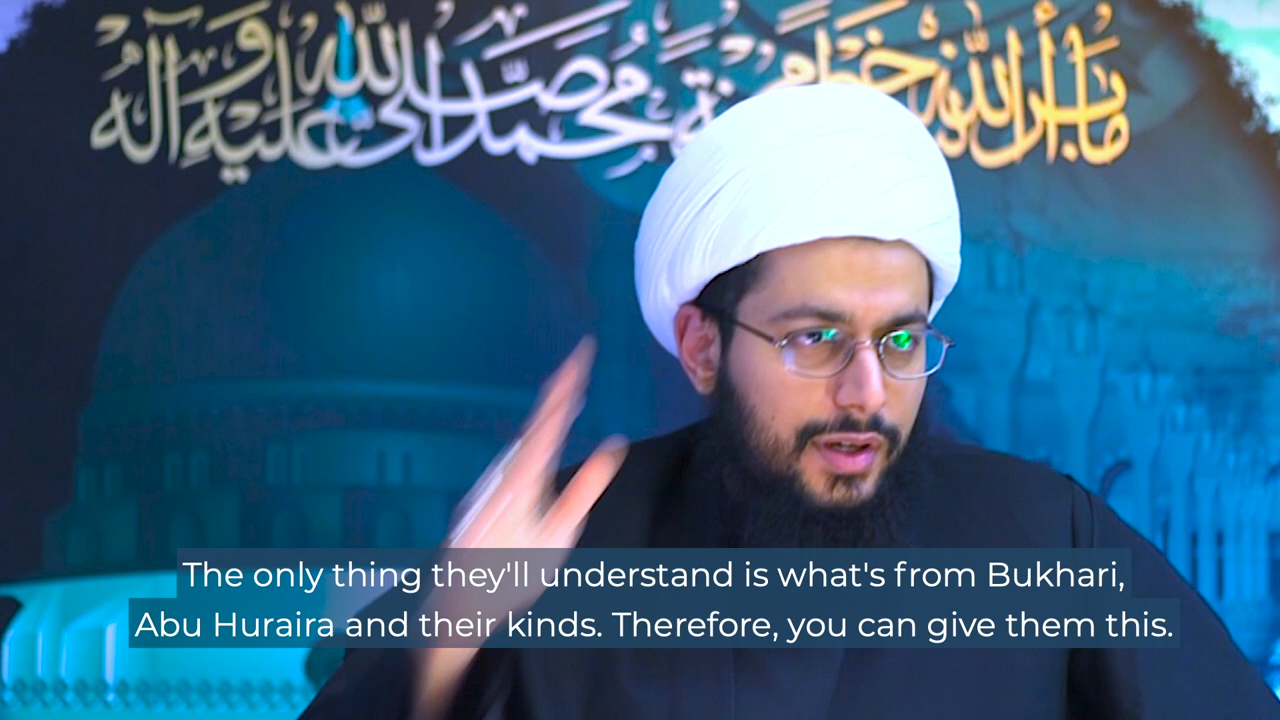 محمد صلى الله عليه وآله
The only thing they'll understand is what's from Bukhari,
Abu Huraira and their kinds. Therefore, you can give them this.